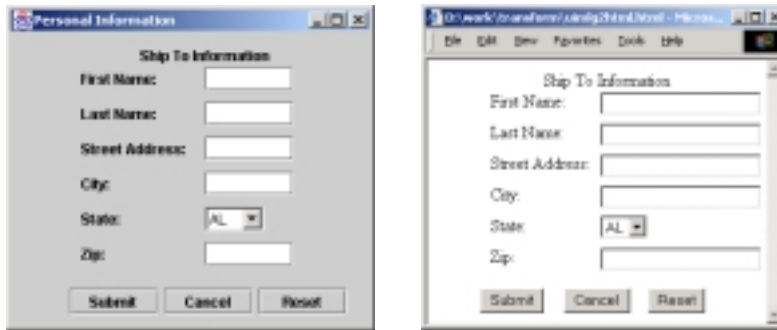 Personal Information
Ship To Information
First Name:
Last Name:
Street Address:
City:
State: AL
Zip:
Submit Cancel Reset
File Edit View Favorites Tools Help
Ship To Information
First Name:
Last Name:
Street Address:
City:
State: AL
Zip:
Submit Cancel Reset